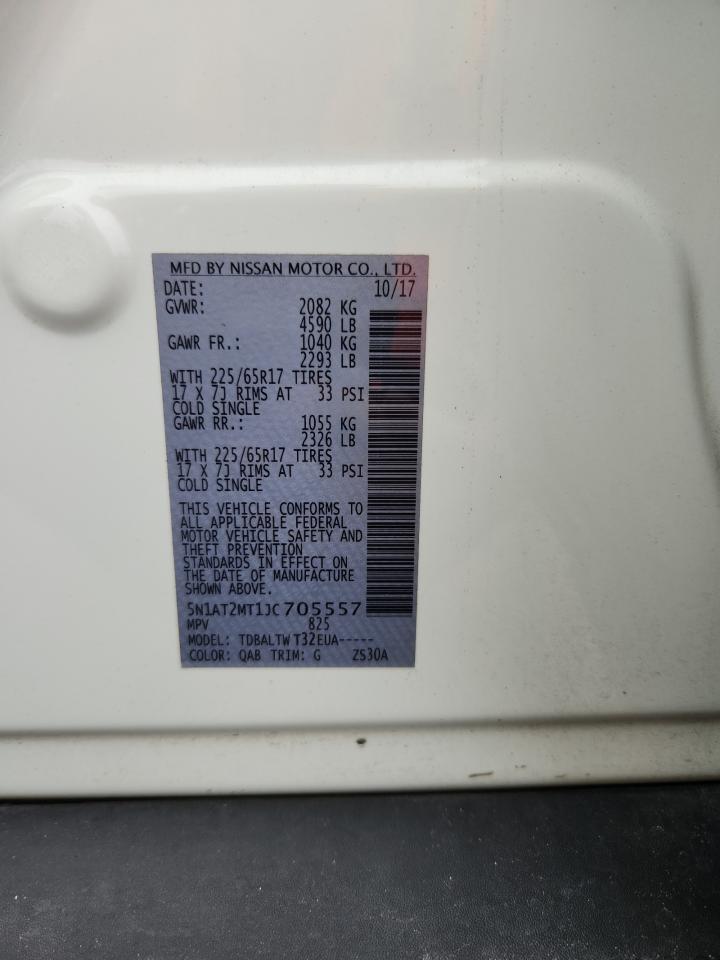 MFD BY NISSAN MOTOR CO., LTD.
DATE: 10/17
GVWR: 2082 KG
4590 LB
GAWR FR.: 1040 KG
2293 LB
WITH 225/65R17 TIRES
17 X 7J RIMS AT 33 PSI
COLD SINGLE
GAWR RR.: 1055 KG
2326 LB
WITH 225/65R17 TIRES
17 X 7J RIMS AT 33 PSI
COLD SINGLE
THIS VEHICLE CONFORMS TO
ALL APPLICABLE FEDERAL
MOTOR VEHICLE SAFETY AND
THEFT PREVENTION
STANDARDS IN EFFECT ON
THE DATE OF MANUFACTURE
SHOWN ABOVE.
5N1AT2MT1JC705557
MPV 825
MODEL: TDBALTW T32EUA-----
COLOR: QAB TRIM: G ZS30A